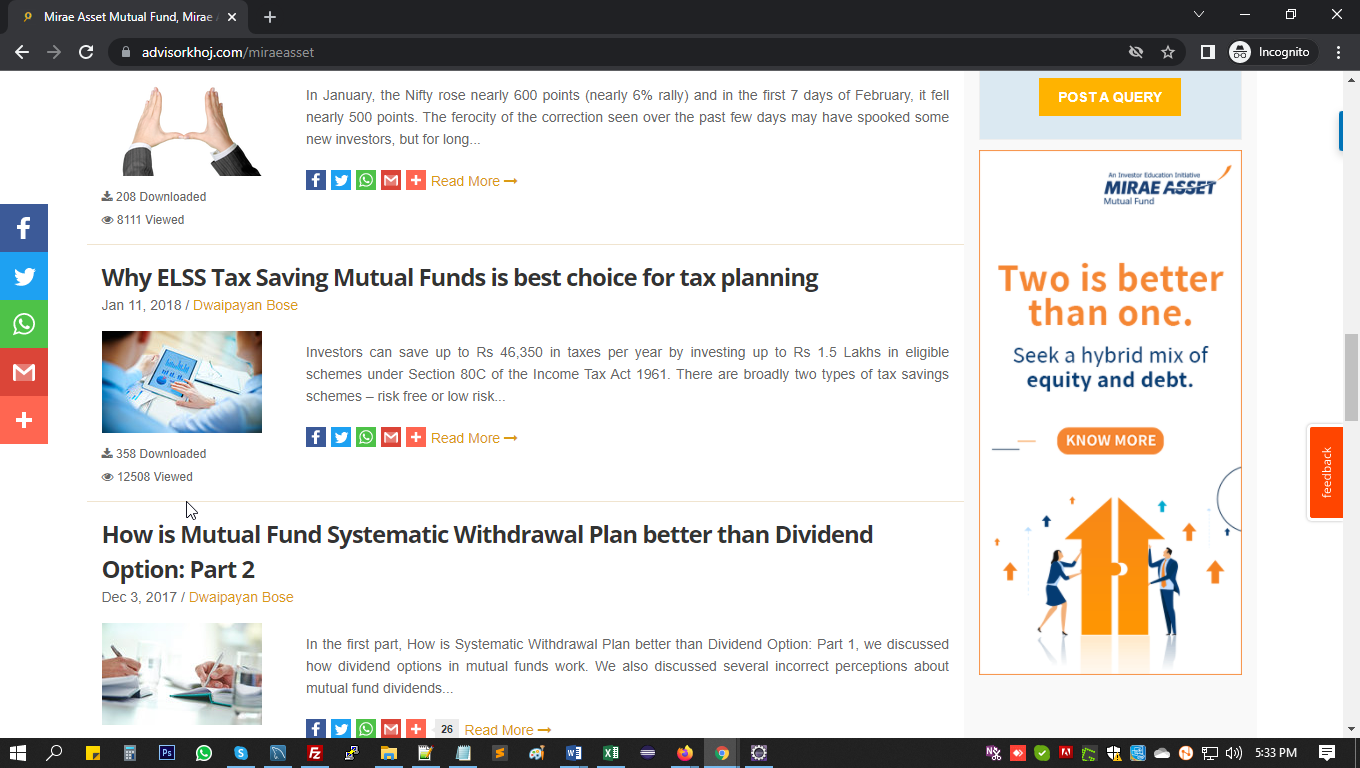 Mirae Asset Mutual Fund, Mirae
advisorkhoj.com/miraeasset
Incognito
In January, the Nifty rose nearly 600 points (nearly 6% rally) and in the first 7 days of February, it fell
nearly 500 points. The ferocity of the correction seen over the past few days may have spooked some
new investors, but for long...
Read More
208 Downloaded
8111 Viewed
Why ELSS Tax Saving Mutual Funds is best choice for tax planning
Jan 11, 2018 / Dwaipayan Bose
Investors can save up to Rs 46,350 in taxes per year by investing up to Rs 1.5 Lakhs in eligible
schemes under Section 80C of the Income Tax Act 1961. There are broadly two types of tax savings
schemes – risk free or low risk...
Read More
358 Downloaded
12508 Viewed
How is Mutual Fund Systematic Withdrawal Plan better than Dividend
Option: Part 2
Dec 3, 2017 / Dwaipayan Bose
In the first part, How is Systematic Withdrawal Plan better than Dividend Option: Part 1, we discussed
how dividend options in mutual funds work. We also discussed several incorrect perceptions about
mutual fund dividends...
26 Read More
POST A QUERY
An Investor Education Initiative
MIRAE ASSET
Mutual Fund
Two is better
than one.
Seek a hybrid mix of
equity and debt.
KNOW MORE
feedback
5:33 PM